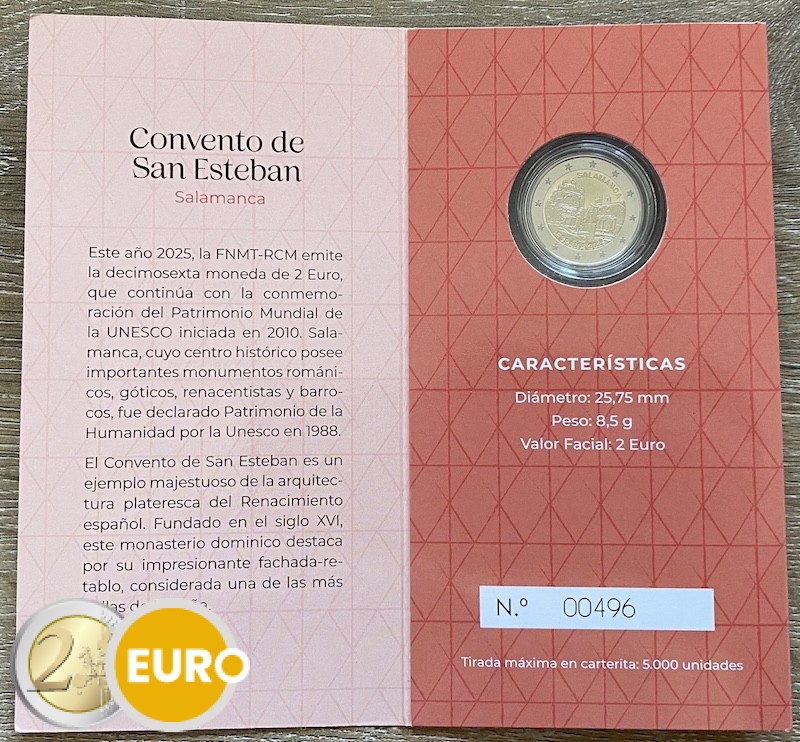 Convento de
San Esteban
Salamanca
Este año 2025, la FNMT-RCM emite
la decimosexta moneda de 2 Euro,
que continúa con la conmemo-
ración del Patrimonio Mundial de
la UNESCO iniciada en 2010. Sala-
manca, cuyo centro histórico posee
importantes monumentos románi-
cos, góticos, renacentistas y barro-
cos, fue declarado Patrimonio de la
Humanidad por la Unesco en 1988.
El Convento de San Esteban es un
ejemplo majestuoso de la arquitec-
tura plateresca del Renacimiento
español. Fundado en el siglo XVI,
este monasterio dominico destaca
por su impresionante fachada-re-
tablo, considerada una de las más
2 EURO
SALAMANCA
CARACTERÍSTICAS
Diámetro: 25,75 mm
Peso: 8,5 g
Valor Facial: 2 Euro
N.º 00496
Tirada máxima en carterita: 5.000 unidades